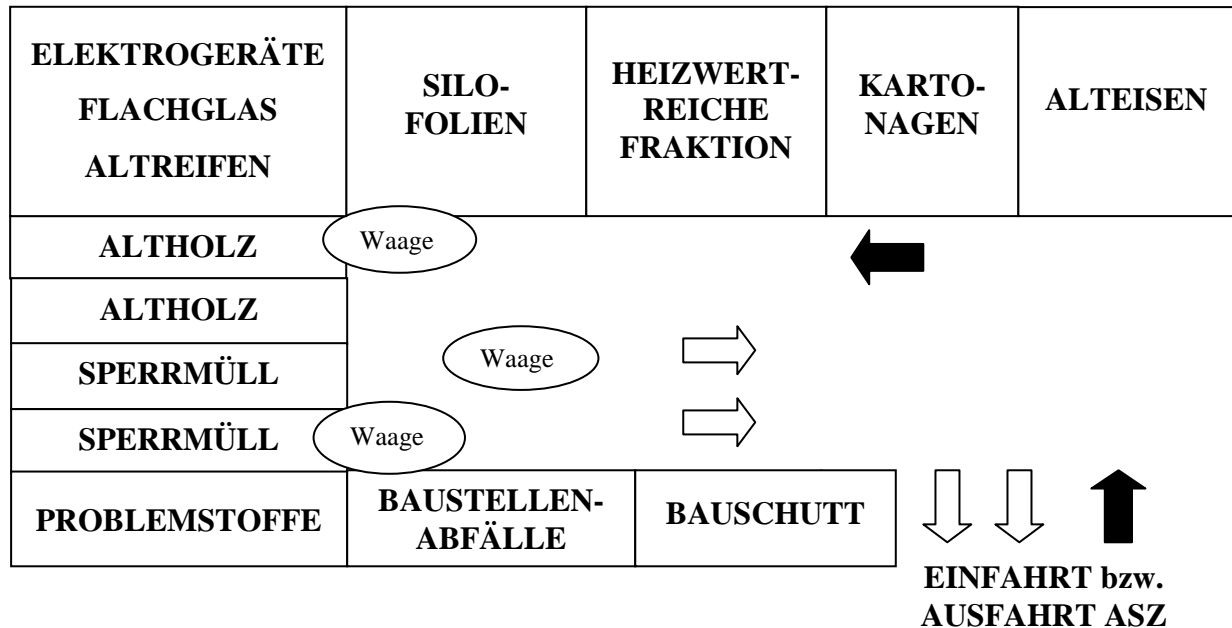 ELEKTROGERÄTE
FLACHGLAS
ALTREIFEN
SILO-
FOLIEN
HEIZWERT-
REICHE
FRAKTION
KARTO-
NAGEN
ALTEISEN
ALTHOLZ
Waage
ALTHOLZ
Waage
SPERRMÜLL
SPERRMÜLL
Waage
PROBLEMSTOFFE
BAUSTELLEN-
ABFÄLLE
BAUSCHUTT
EINFAHRT bzw.
AUSFAHRT ASZ